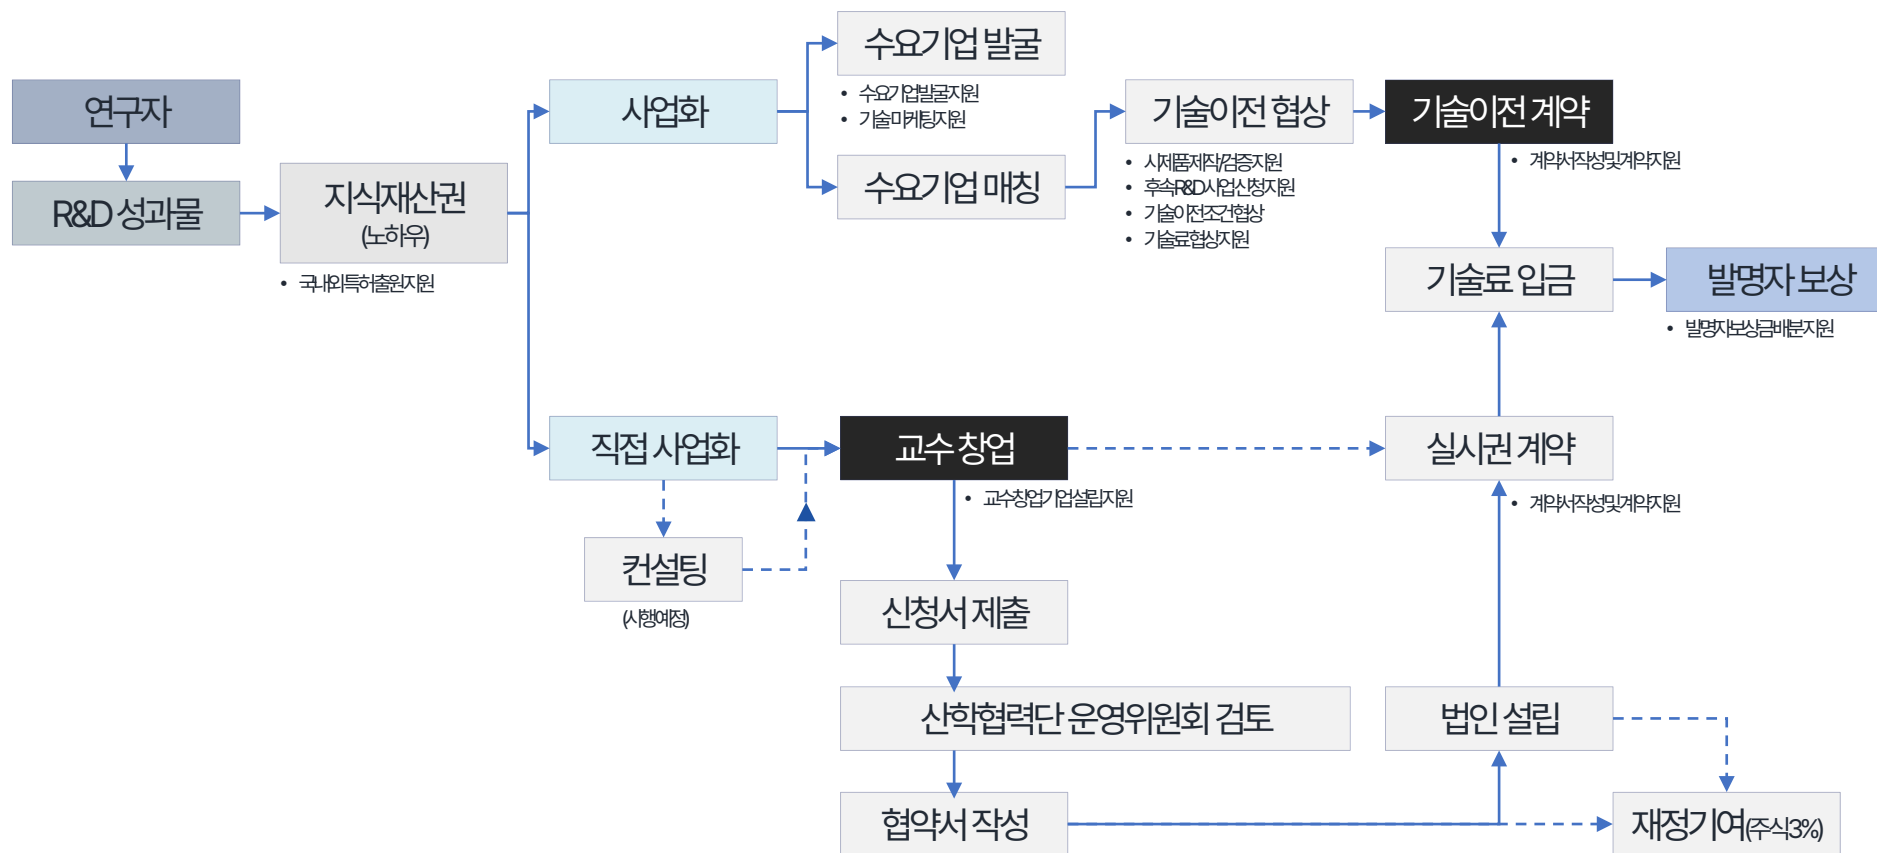 연구자
R&D 성과물
지식재산권
(노하우)
• 국내외특허출원지원
사업화
수요기업 발굴
• 수요기업발굴지원
• 기술마케팅지원
수요기업 매칭
기술이전 협상
• 시제품제작/검증지원
• 후속R&D사업신청지원
• 기술이전조건협상
• 기술료협상지원
기술이전 계약
• 계약서작성및계약지원
기술료 입금
발명자 보상
• 발명자보상금배분지원
직접 사업화
컨설팅
(시행예정)
교수 창업
• 교수창업기업설립지원
신청서 제출
산학협력단 운영위원회 검토
협약서 작성
실시권 계약
• 계약서작성및계약지원
법인 설립
재정기여(주식3%)